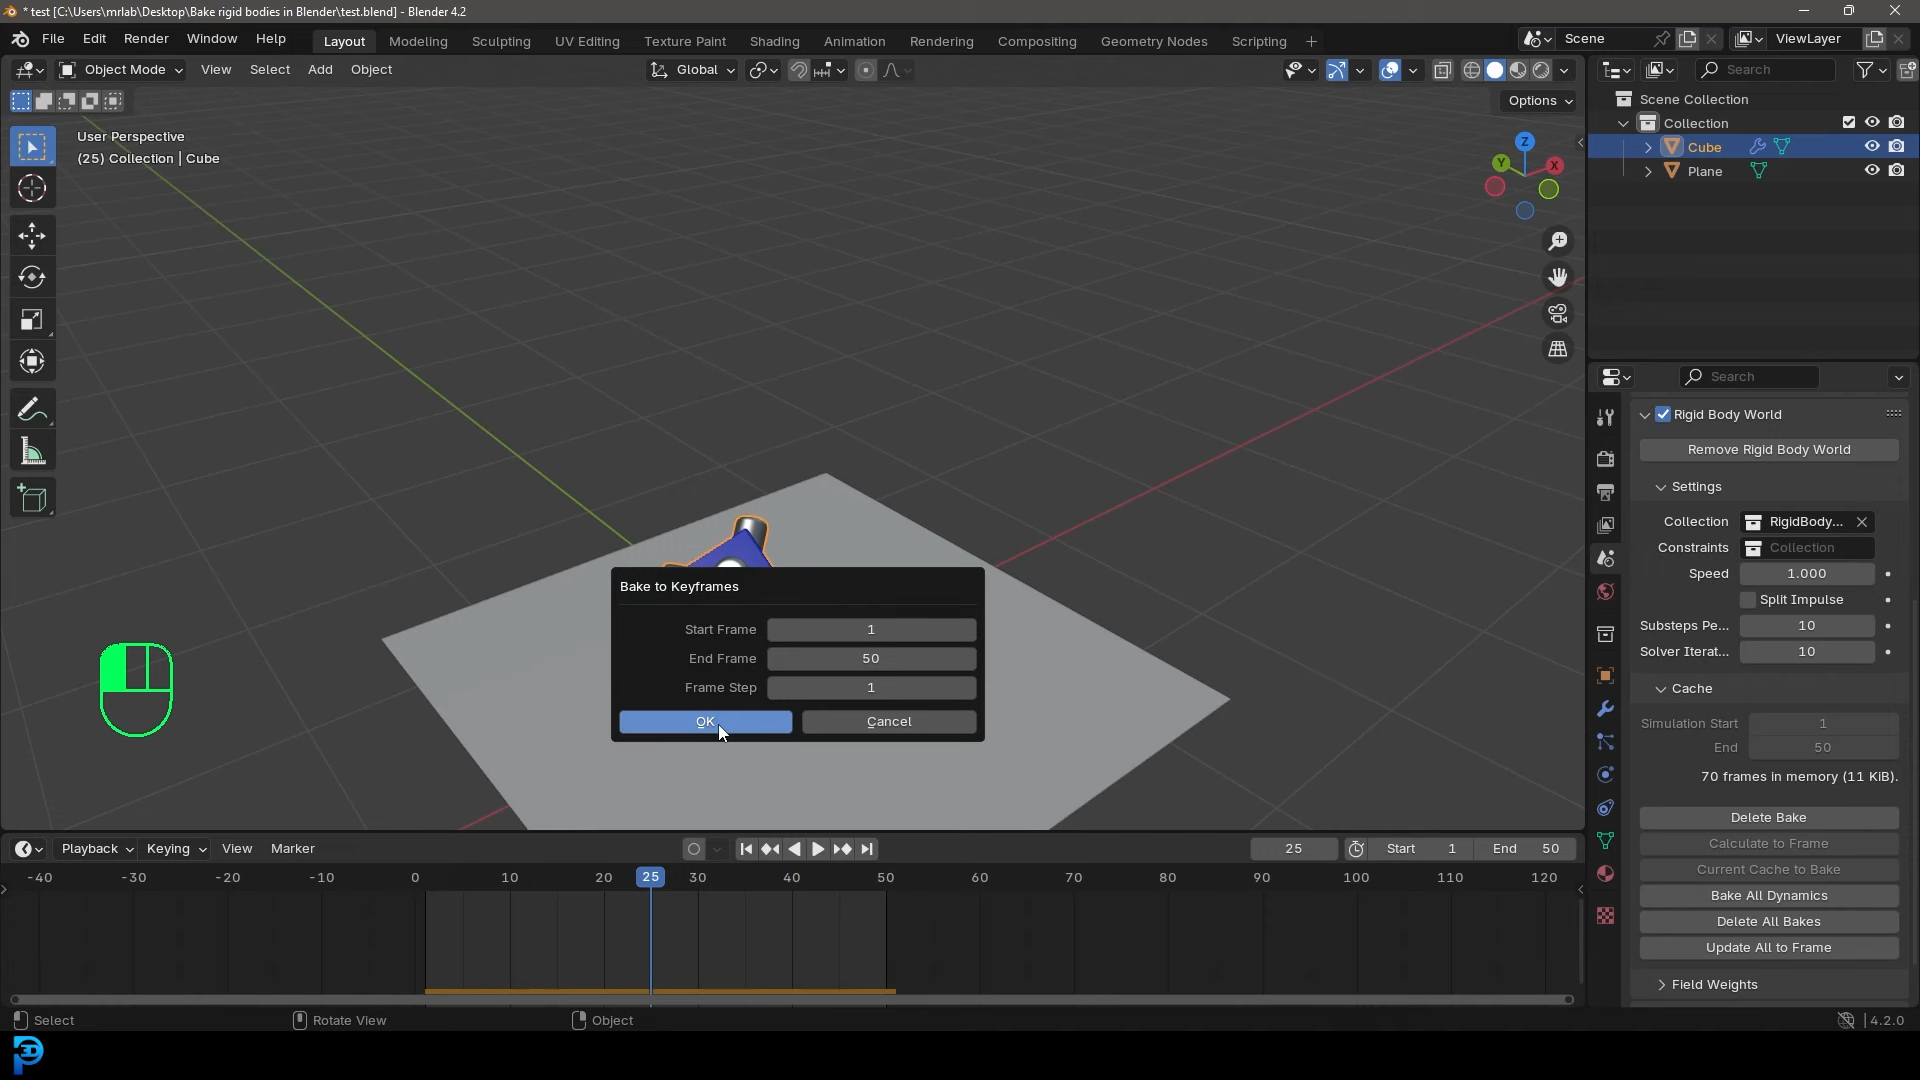 * test [C:\Users\mrlab\Desktop\Bake rigid bodies in Blender\test.blend] - Blender 4.2
File Edit Render Window Help
Layout Modeling Sculpting UV Editing Texture Paint Shading Animation Rendering Compositing Geometry Nodes Scripting
Scene ViewLayer
Object Mode View Select Add Object
Global
Search
Options
User Perspective
(25) Collection | Cube
Z
Y
X
Scene Collection
Collection
Cube
Plane
Search
Rigid Body World
Remove Rigid Body World
Settings
Collection RigidBody...
Constraints Collection
Speed 1.000
Split Impulse
Substeps Pe... 10
Solver Iterat... 10
Cache
Simulation Start 1
End 50
70 frames in memory (11 KiB).
Delete Bake
Calculate to Frame
Current Cache to Bake
Bake All Dynamics
Delete All Bakes
Update All to Frame
Field Weights
Bake to Keyframes
Start Frame 1
End Frame 50
Frame Step 1
OK Cancel
Playback Keying View Marker
25 Start 1 End 50
-40 -30 -20 -10 0 10 20 25 30 40 50 60 70 80 90 100 110 120
Select Rotate View Object
4.2.0